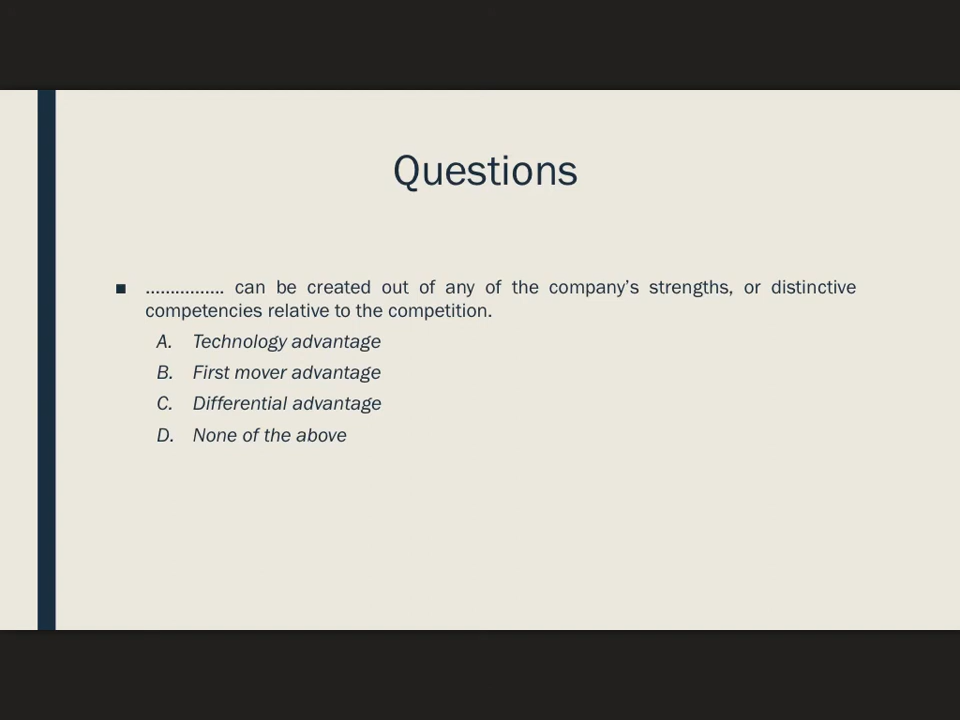 Questions
■ ................ can be created out of any of the company's strengths, or distinctive
competencies relative to the competition.
A. Technology advantage
B. First mover advantage
C. Differential advantage
D. None of the above